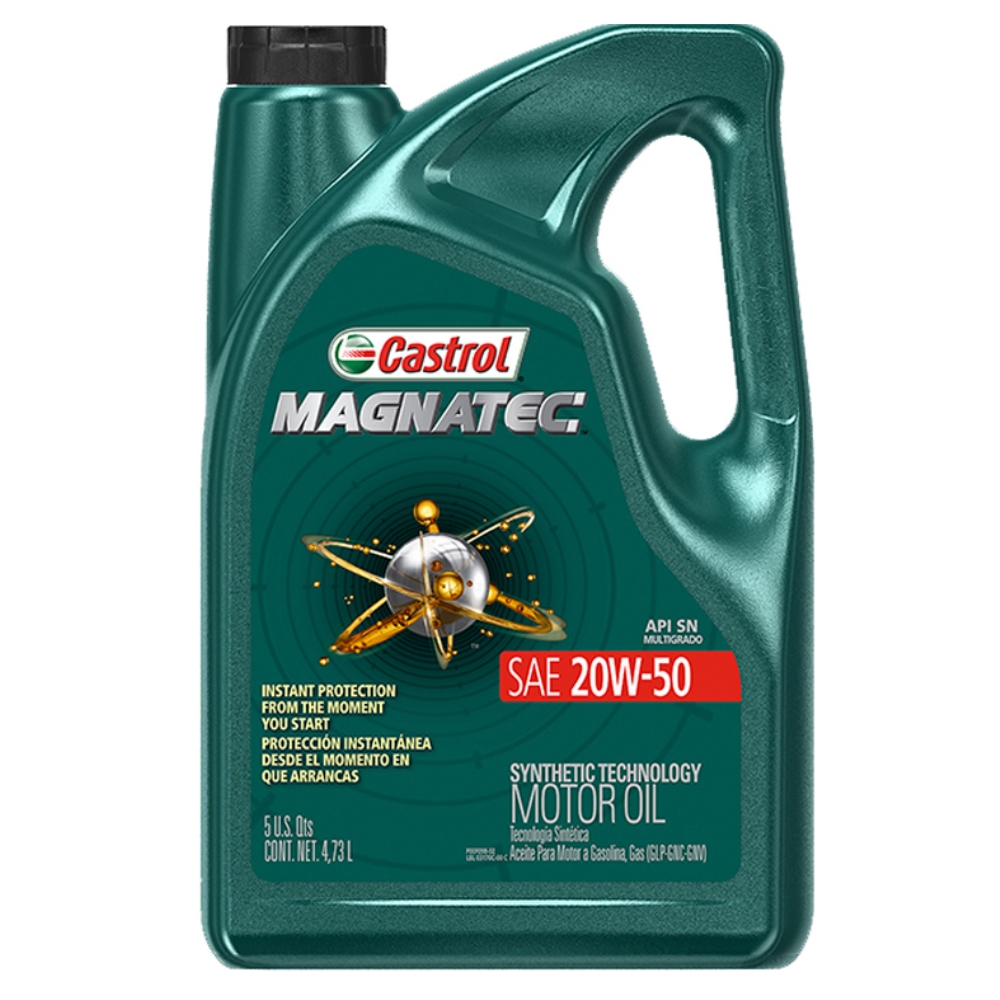 Castrol
MAGNATEC
API SN
MULTIGRADO
SAE 20W-50
INSTANT PROTECTION
FROM THE MOMENT
YOU START
PROTECCIÓN INSTANTÁNEA
DESDE EL MOMENTO EN
QUE ARRANCAS
5 U.S. Qts
CONT. NET. 4,73 L
SYNTHETIC TECHNOLOGY
MOTOR OIL
Tecnología Sintética
Aceite Para Motor a Gasolina, Gas (GLP-GNC-GNV)